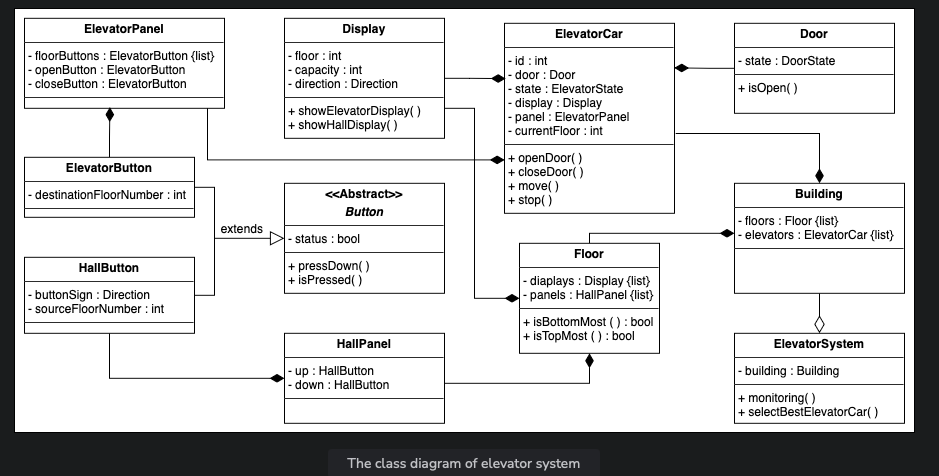 ElevatorPanel
- floorButtons : ElevatorButton {list}
- openButton : ElevatorButton
- closeButton : ElevatorButton
Display
- floor : int
- capacity : int
- direction : Direction
+ showElevatorDisplay( )
+ showHallDisplay( )
ElevatorCar
- id : int
- door : Door
- state : ElevatorState
- display : Display
- panel : ElevatorPanel
- currentFloor : int
+ openDoor( )
+ closeDoor( )
+ move( )
+ stop( )
Door
- state : DoorState
+ isOpen( )
ElevatorButton
- destinationFloorNumber : int
<<Abstract>>
Button
- status : bool
+ pressDown( )
+ isPressed( )
extends
Building
- floors : Floor {list}
- elevators : ElevatorCar {list}
HallButton
- buttonSign : Direction
- sourceFloorNumber : int
Floor
- diaplays : Display {list}
- panels : HallPanel {list}
+ isBottomMost ( ) : bool
+ isTopMost ( ) : bool
HallPanel
- up : HallButton
- down : HallButton
ElevatorSystem
- building : Building
+ monitoring( )
+ selectBestElevatorCar( )
The class diagram of elevator system